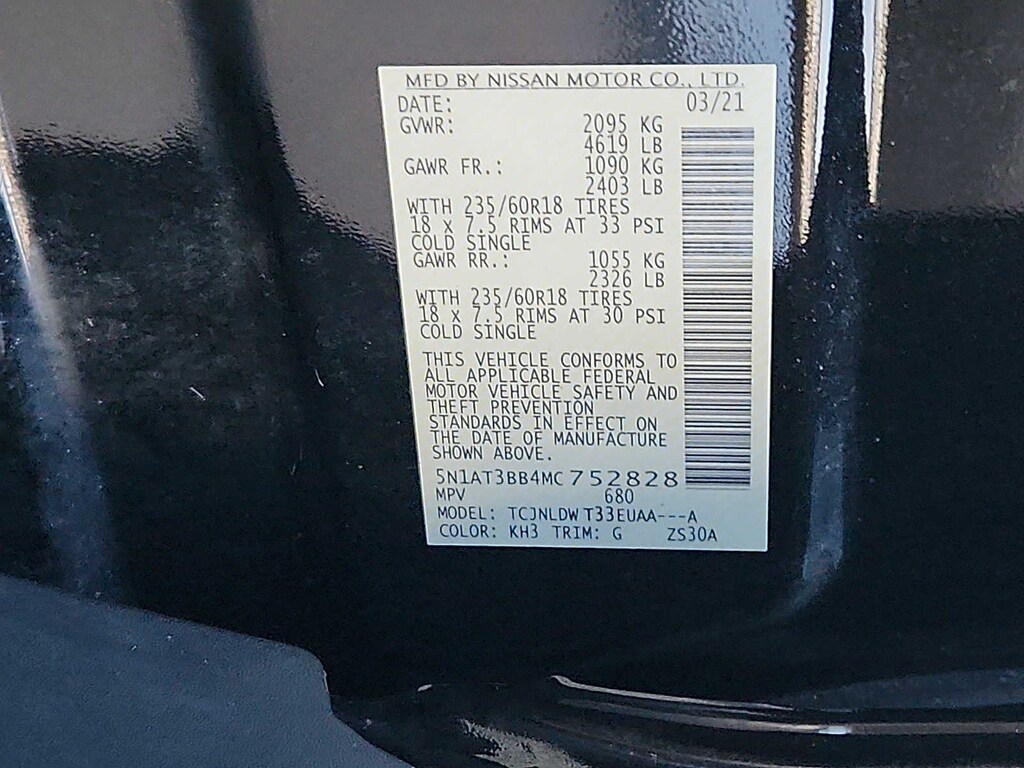 MFD BY NISSAN MOTOR CO., LTD.
DATE: 03/21
GVWR: 2095 KG
4619 LB
GAWR FR.: 1090 KG
2403 LB
WITH 235/60R18 TIRES
18 x 7.5 RIMS AT 33 PSI
COLD SINGLE
GAWR RR.: 1055 KG
2326 LB
WITH 235/60R18 TIRES
18 x 7.5 RIMS AT 30 PSI
COLD SINGLE
THIS VEHICLE CONFORMS TO
ALL APPLICABLE FEDERAL
MOTOR VEHICLE SAFETY AND
THEFT PREVENTION
STANDARDS IN EFFECT ON
THE DATE OF MANUFACTURE
SHOWN ABOVE.
5N1AT3BB4MC752828
MPV 680
MODEL: TCJNLDW T33EUAA---A
COLOR: KH3 TRIM: G ZS30A